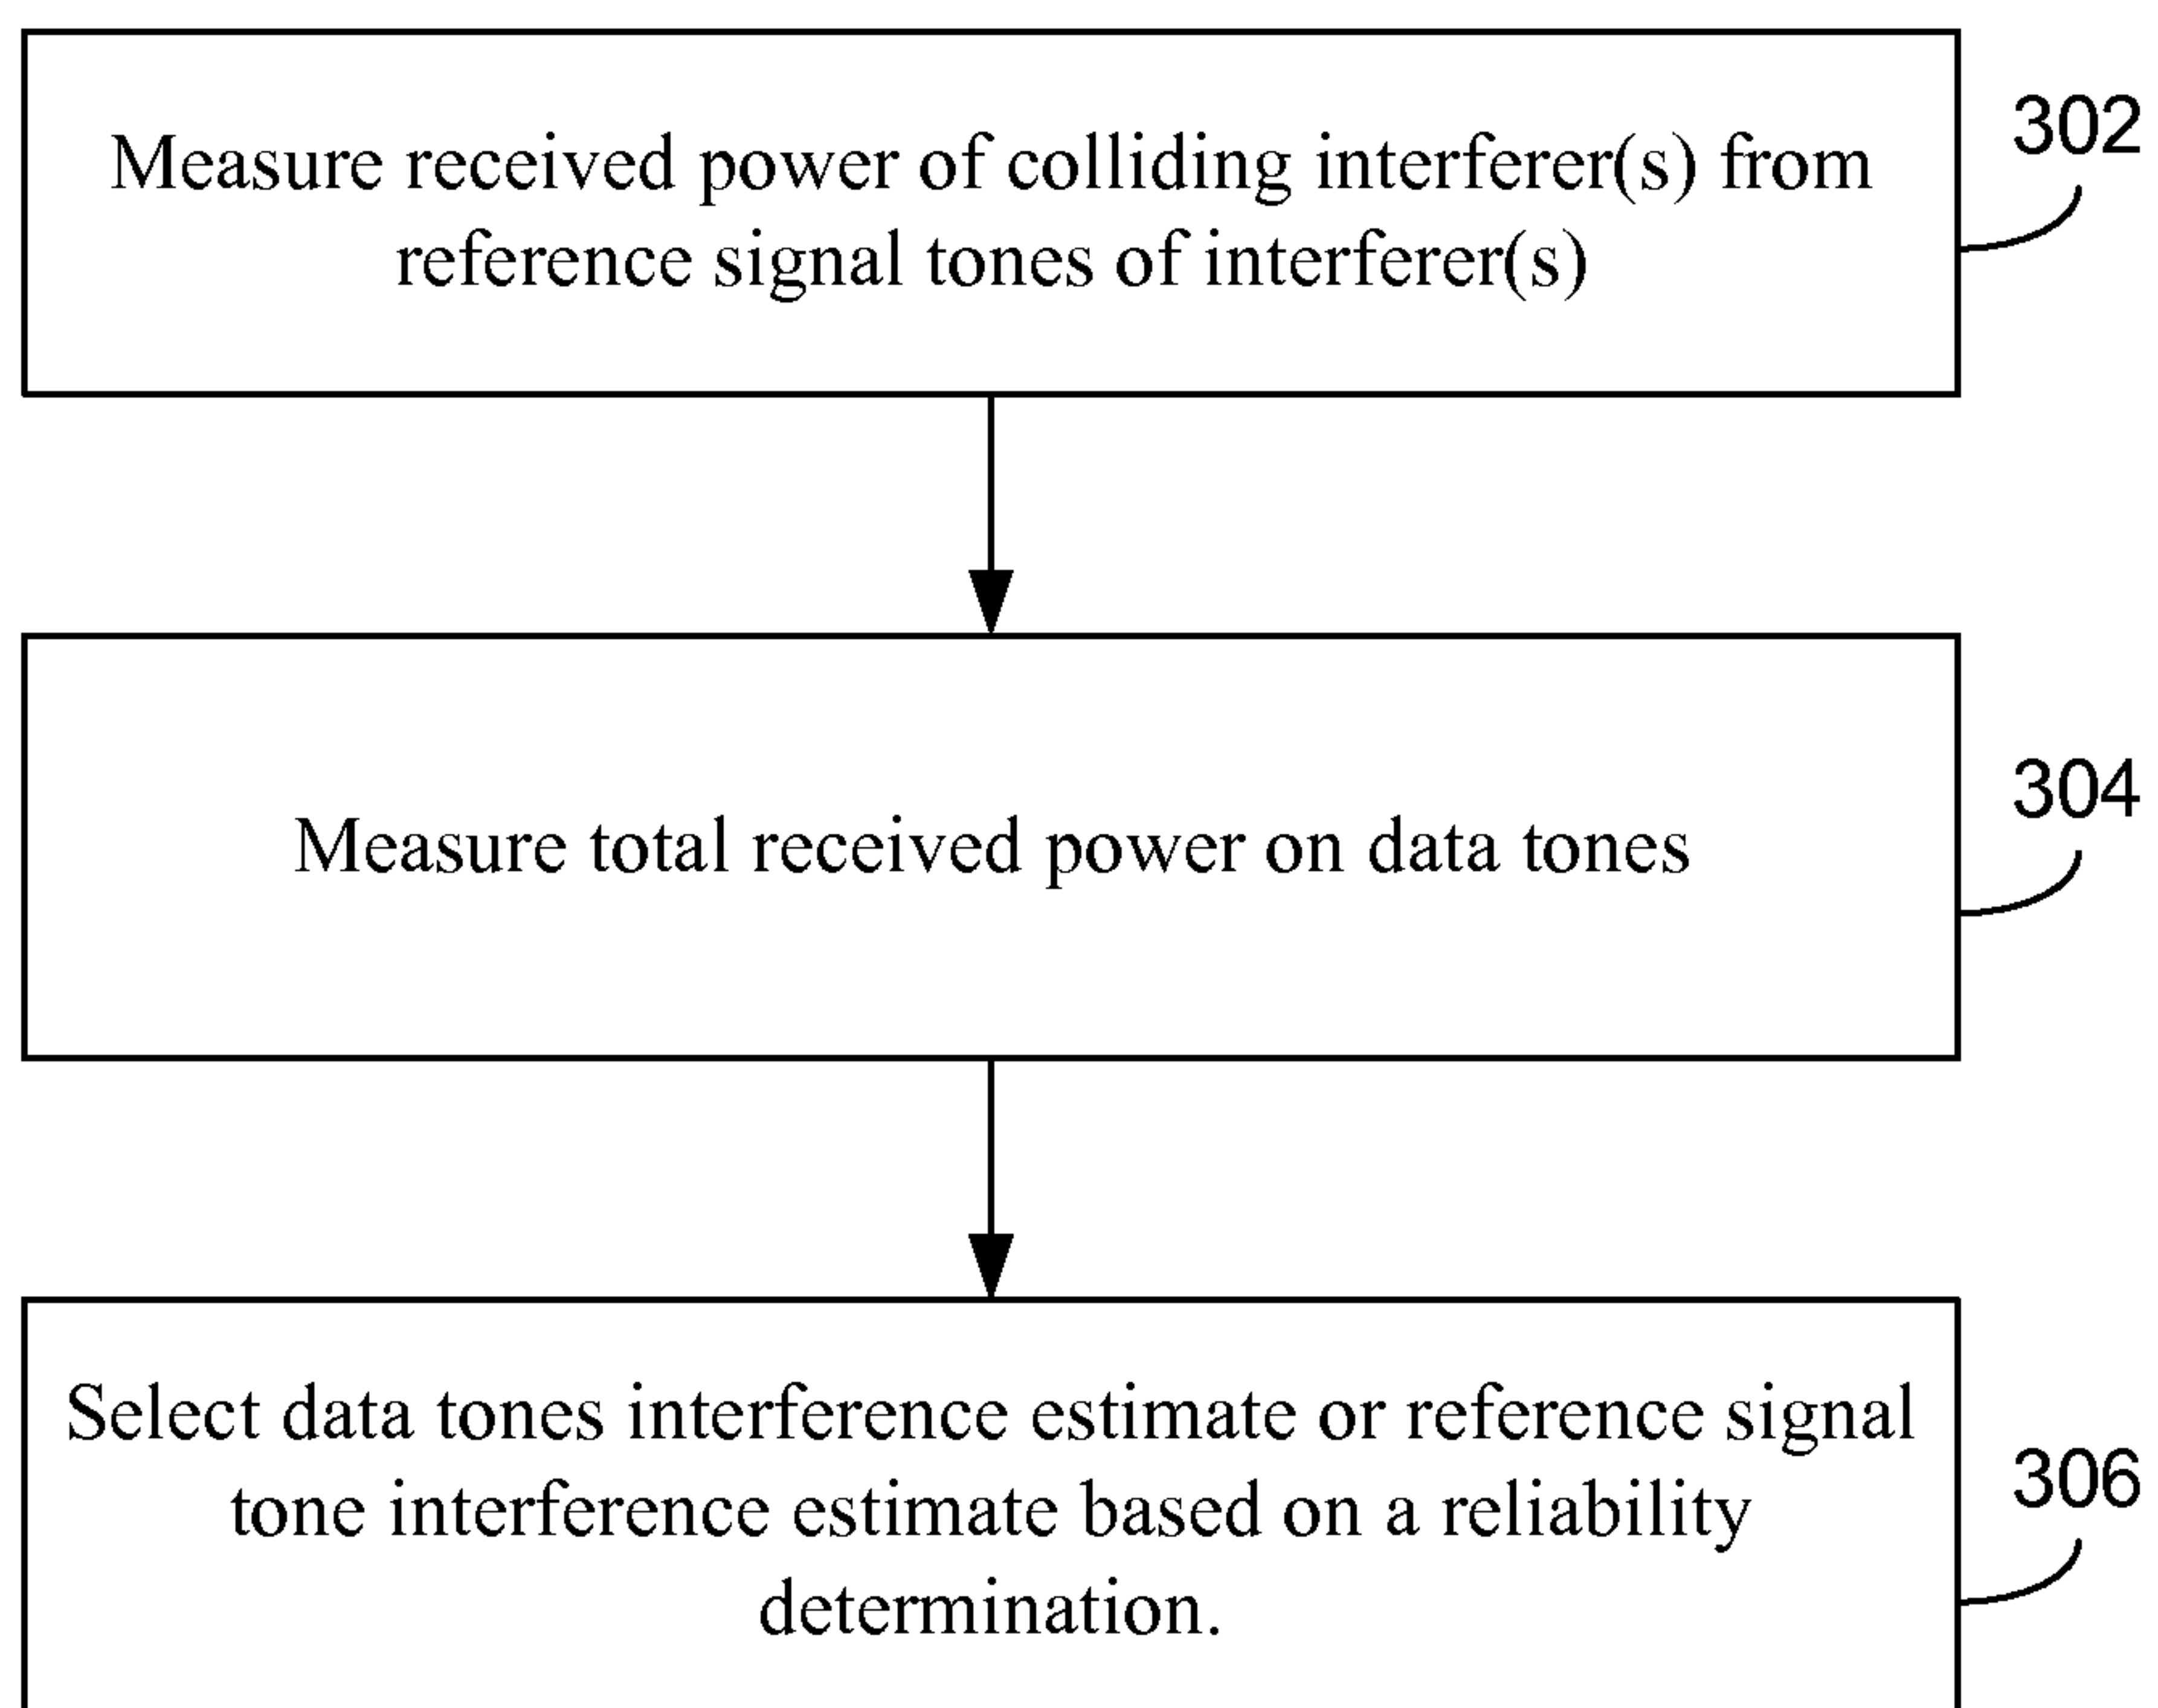 Measure received power of colliding interferer(s) from
reference signal tones of interferer(s)
302
Measure total received power on data tones
304
Select data tones interference estimate or reference signal
tone interference estimate based on a reliability
determination.
306